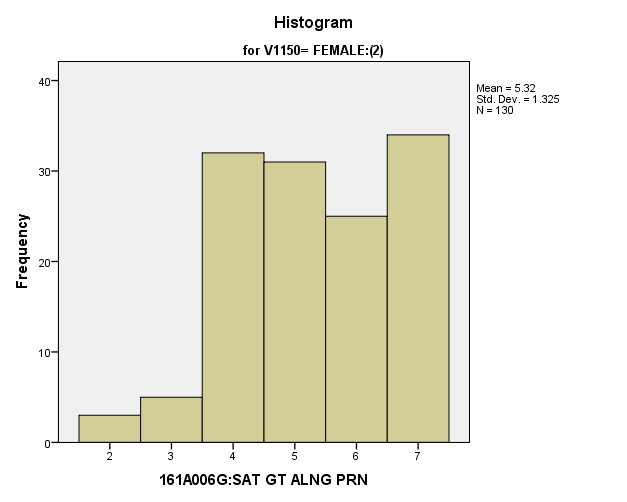 Histogram
for V1150= FEMALE:(2)
Mean = 5.32
Std. Dev. = 1.325
N = 130
Frequency
40
30
20
10
0
2 3 4 5 6 7
161A006G:SAT GT ALNG PRN